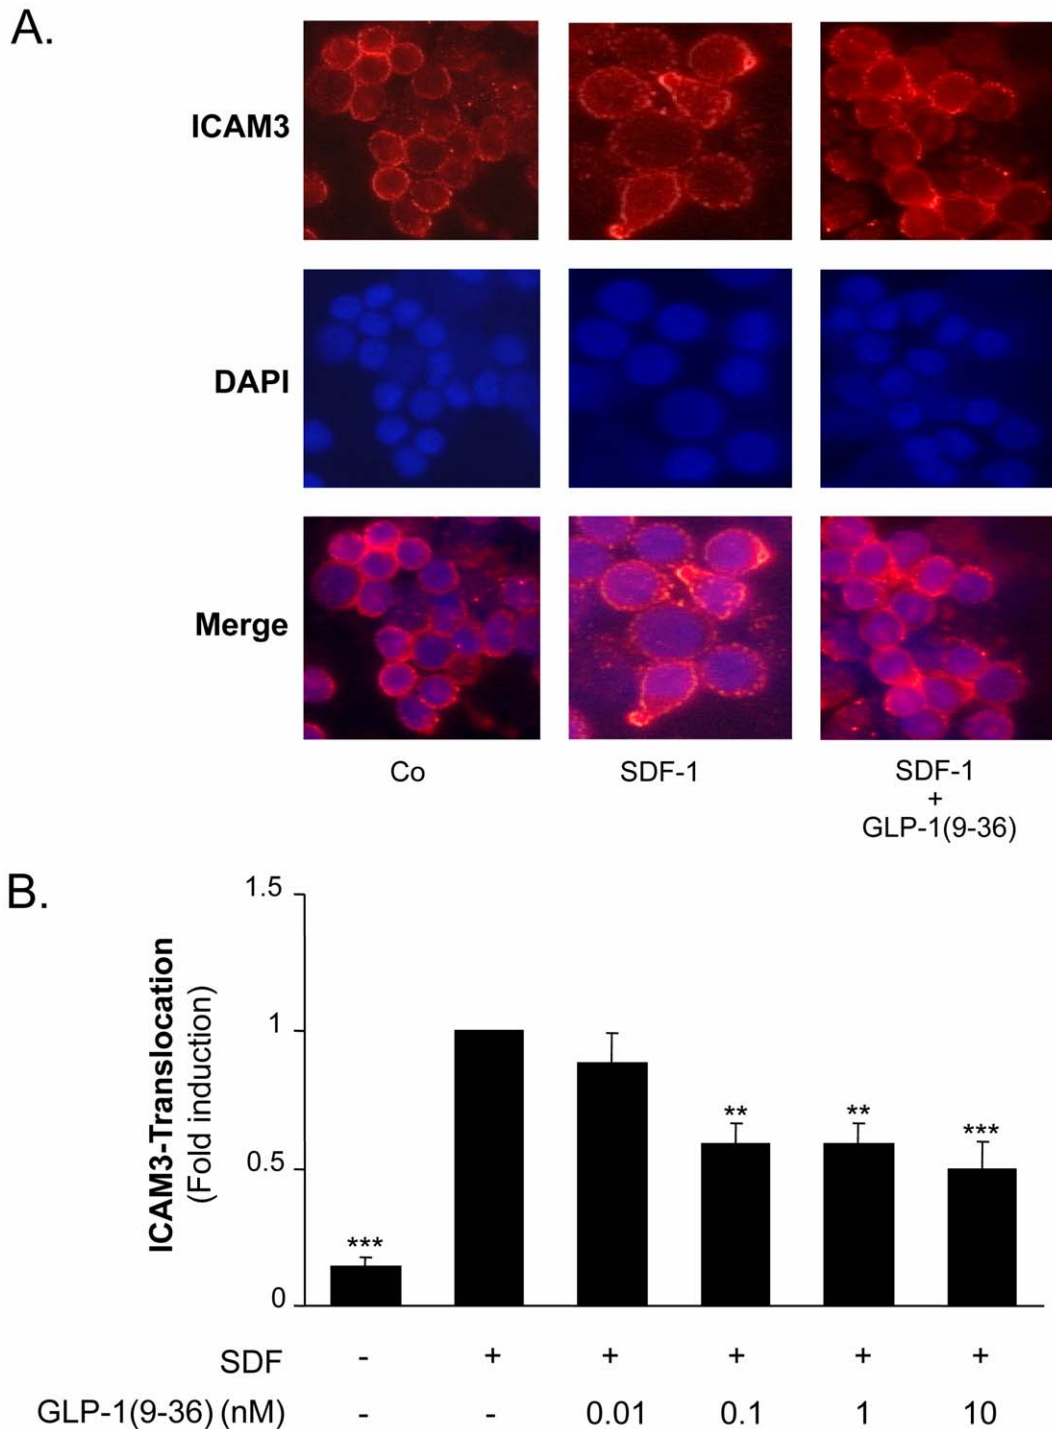 A.
ICAM3
DAPI
Merge
Co
SDF-1
SDF-1
+
GLP-1(9-36)
B.
ICAM3-Translocation
(Fold induction)
1.5
1
0.5
0
***
**
**
***
SDF - + + + + +
GLP-1(9-36) (nM) - - 0.01 0.1 1 10